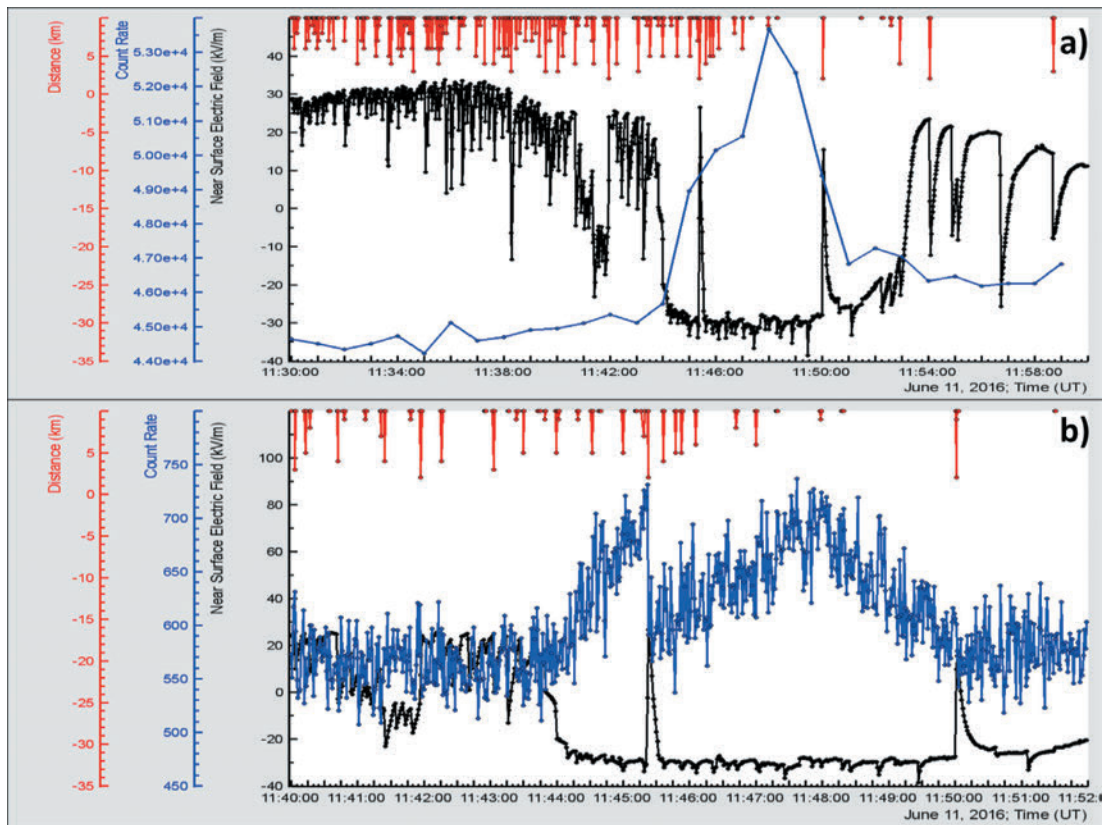 a)
Distance (km)
5
0
-5
-10
-15
-20
-25
-30
-35
Count Rate
5.30e+4
5.20e+4
5.10e+4
5.00e+4
4.90e+4
4.80e+4
4.70e+4
4.60e+4
4.50e+4
4.40e+4
Near Surface Electric Field (kV/m)
30
20
10
0
-10
-20
-30
-40
11:30:00 11:34:00 11:38:00 11:42:00 11:46:00 11:50:00 11:54:00 11:58:00
June 11, 2016; Time (UT)
b)
Distance (km)
5
0
-5
-10
-15
-20
-25
-30
-35
Count Rate
750
700
650
600
550
500
450
Near Surface Electric Field (kV/m)
100
80
60
40
20
0
-20
-40
11:40:00 11:41:00 11:42:00 11:43:00 11:44:00 11:45:00 11:46:00 11:47:00 11:48:00 11:49:00 11:50:00 11:51:00 11:52:0
June 11, 2016; Time (UT)